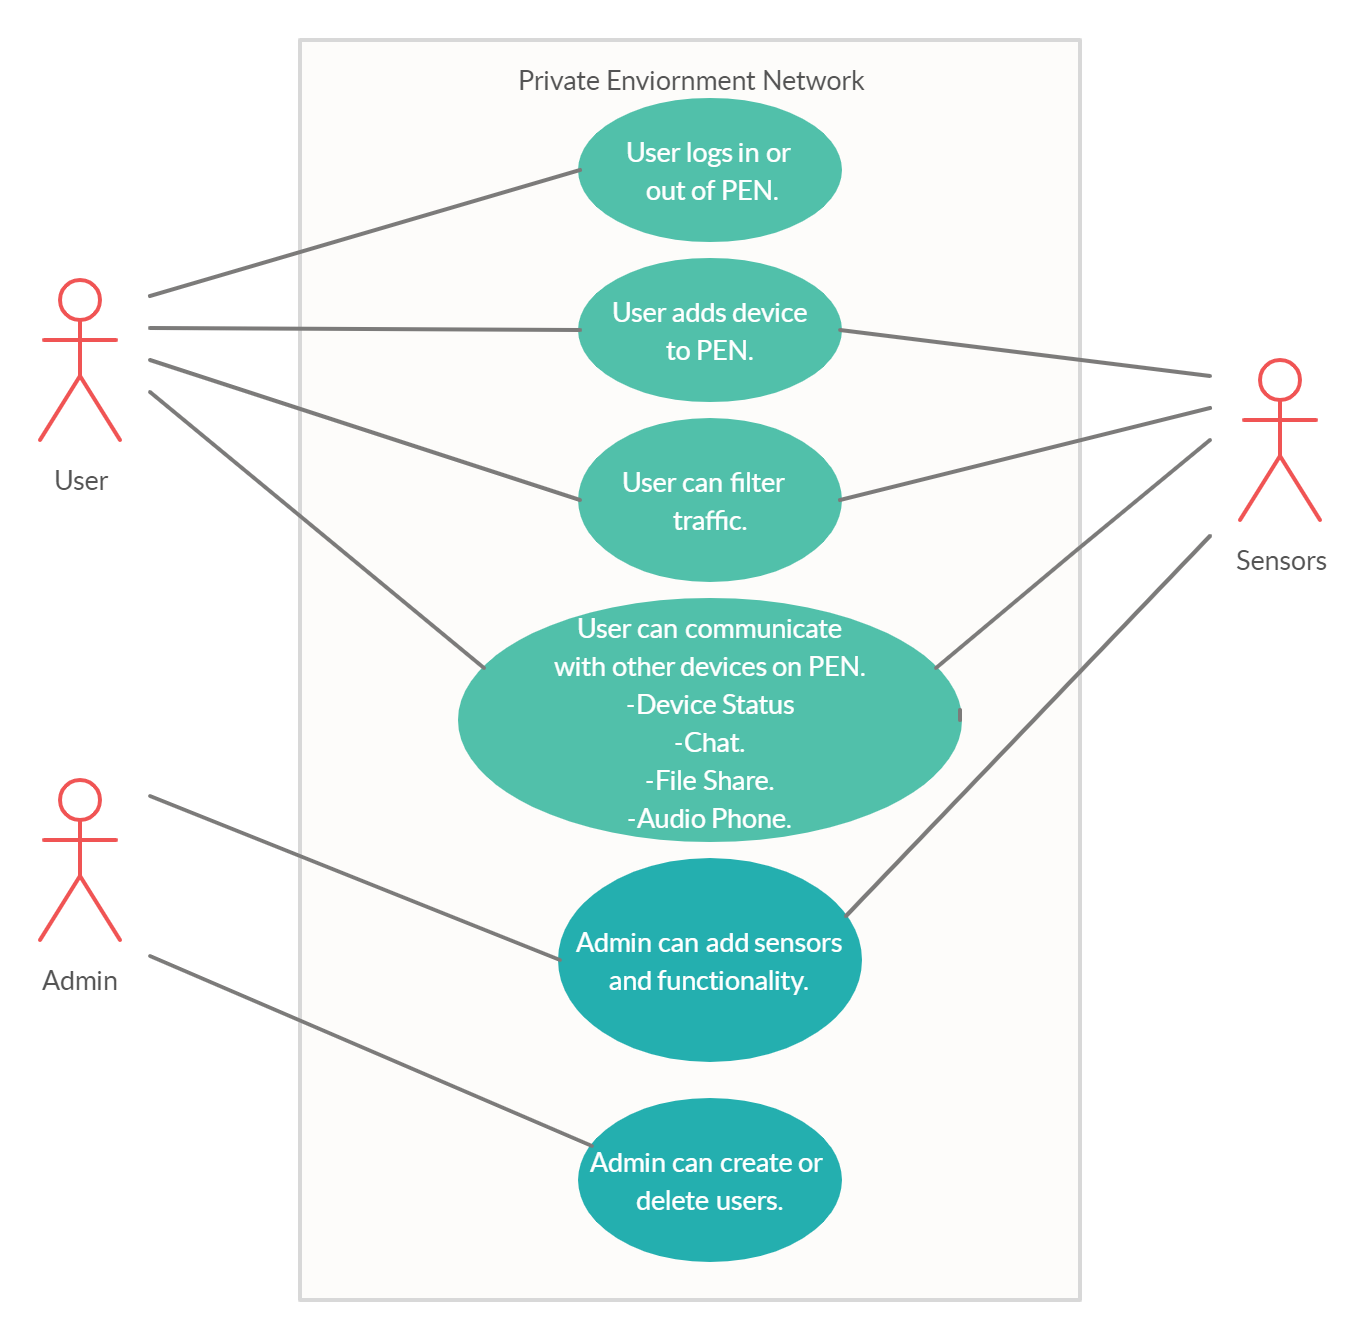 Private Enviornment Network
User logs in or
out of PEN.
User adds device
to PEN.
User can filter
traffic.
User
Sensors
User can communicate
with other devices on PEN.
-Device Status
-Chat.
-File Share.
-Audio Phone.
Admin can add sensors
and functionality.
Admin
Admin can create or
delete users.